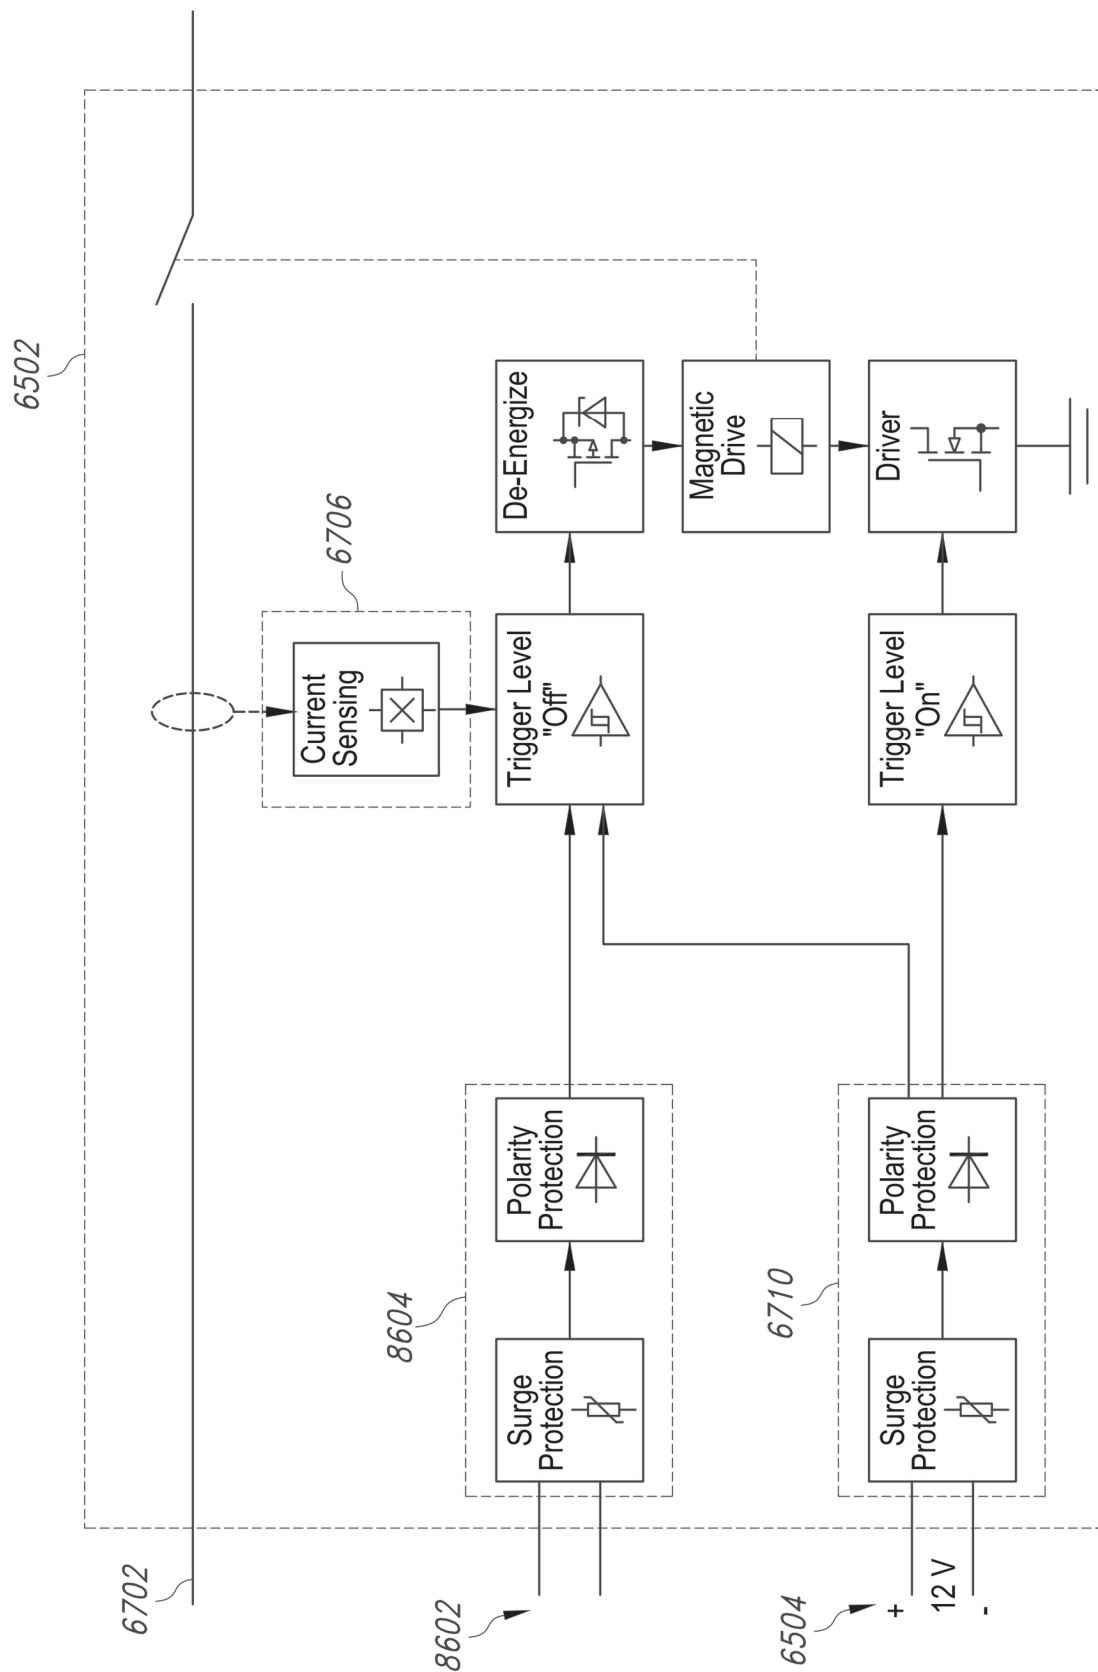 6502
6702
6706
Current
Sensing
8604
8602
Surge
Protection
Polarity
Protection
Trigger Level
"Off"
De-Energize
Magnetic
Drive
6710
6504
+
12 V
-
Surge
Protection
Polarity
Protection
Trigger Level
"On"
Driver